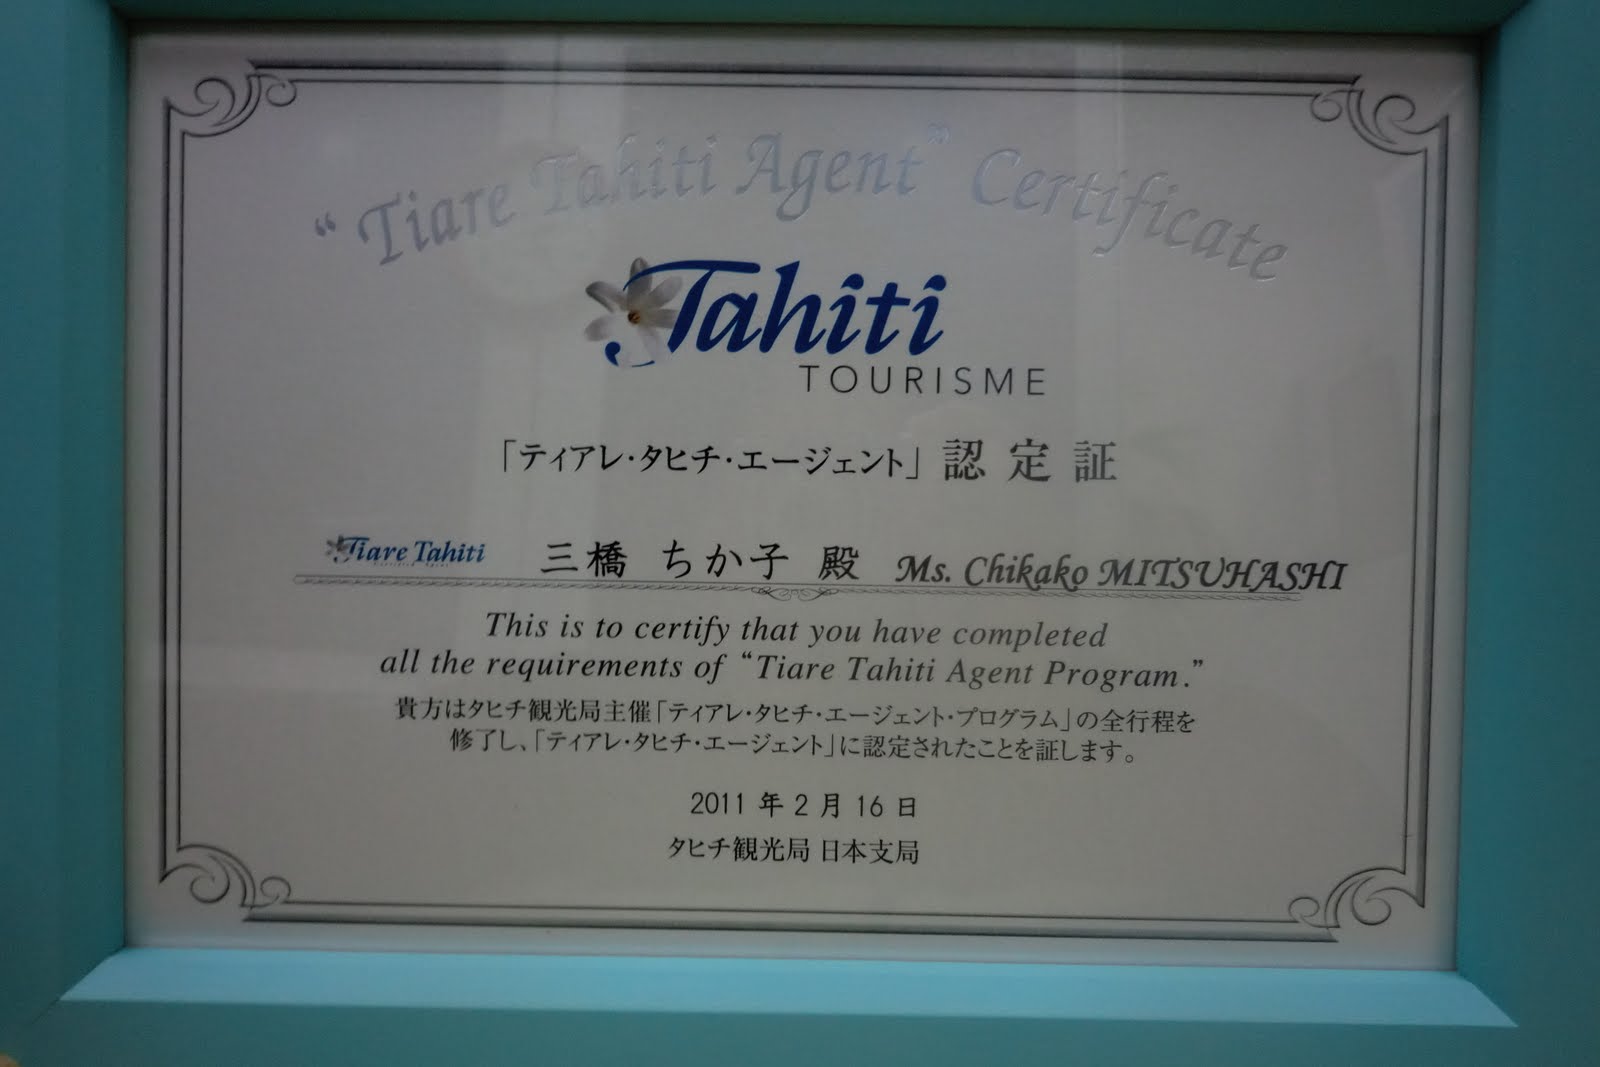 “Tiare Tahiti Agent” Certificate
Tahiti
TOURISME
「ティアレ・タヒチ・エージェント」認定証
Tiare Tahiti
三橋 ちか子 殿 Ms. Chikako MITSUHASHI
This is to certify that you have completed
all the requirements of “Tiare Tahiti Agent Program.”
貴方はタヒチ観光局主催「ティアレ・タヒチ・エージェント・プログラム」の全行程を
修了し、「ティアレ・タヒチ・エージェント」に認定されたことを証します。
2011 年 2 月 16 日
タヒチ観光局 日本支局